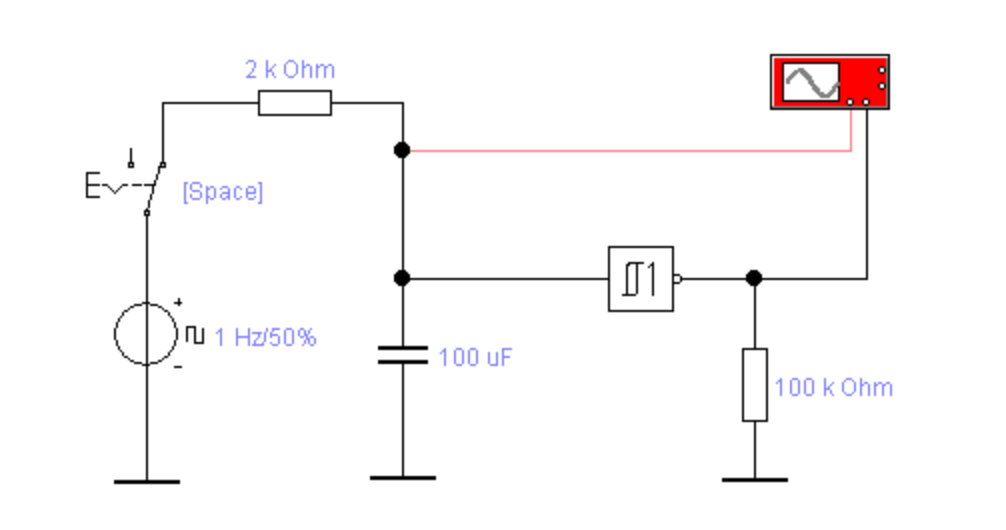 2 k Ohm
[Space]
+
1 Hz/50%
-
100 uF
1
100 k Ohm